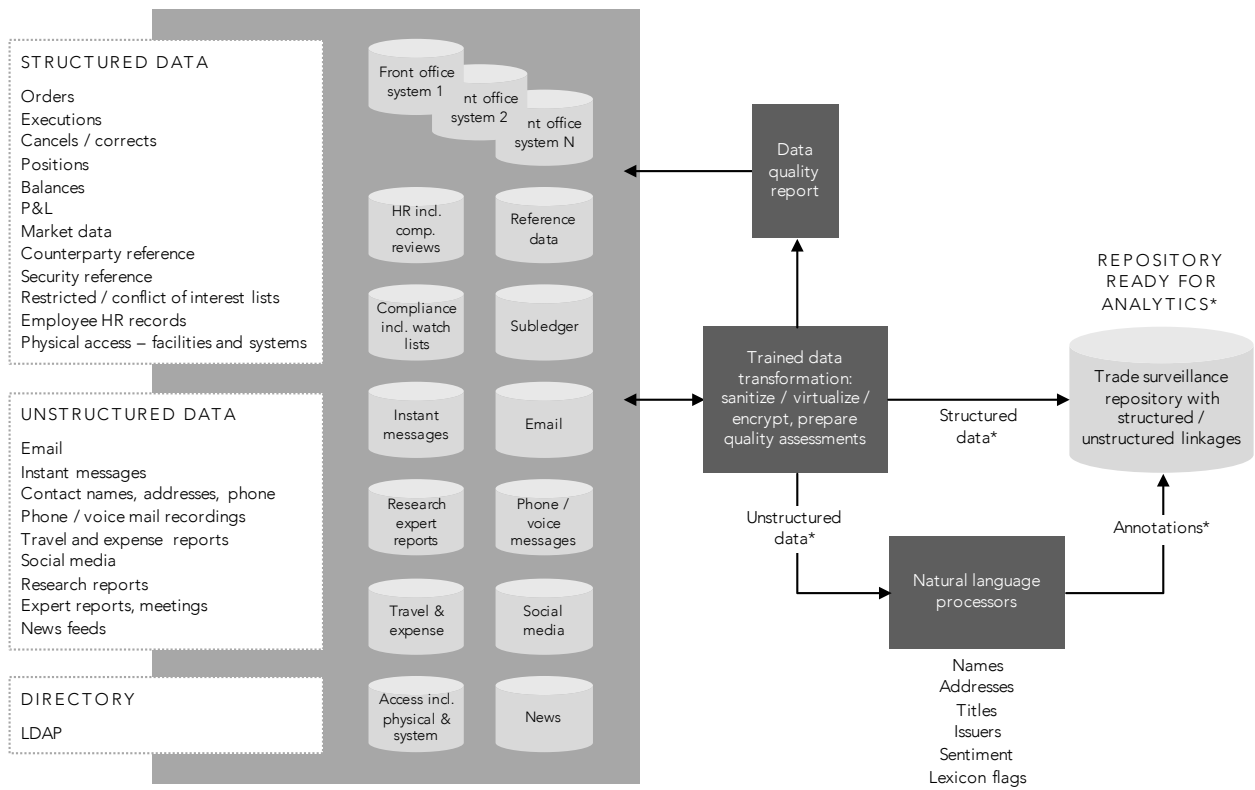 STRUCTURED DATA
Orders
Executions
Cancels / corrects
Positions
Balances
P&L
Market data
Counterparty reference
Security reference
Restricted / conflict of interest lists
Employee HR records
Physical access – facilities and systems
UNSTRUCTURED DATA
Email
Instant messages
Contact names, addresses, phone
Phone / voice mail recordings
Travel and expense reports
Social media
Research reports
Expert reports, meetings
News feeds
DIRECTORY
LDAP
Front office
system 1
nt office
system 2
nt office
system N
HR incl.
comp.
reviews
Reference
data
Compliance
incl. watch
lists
Subledger
Instant
messages
Email
Research
expert
reports
Phone /
voice
messages
Travel &
expense
Social
media
Access incl.
physical &
system
News
Data
quality
report
Trained data
transformation:
sanitize / virtualize /
encrypt, prepare
quality assessments
Structured
data*
Unstructured
data*
Natural language
processors
Names
Addresses
Titles
Issuers
Sentiment
Lexicon flags
Annotations*
REPOSITORY
READY FOR
ANALYTICS*
Trade surveillance
repository with
structured /
unstructured linkages